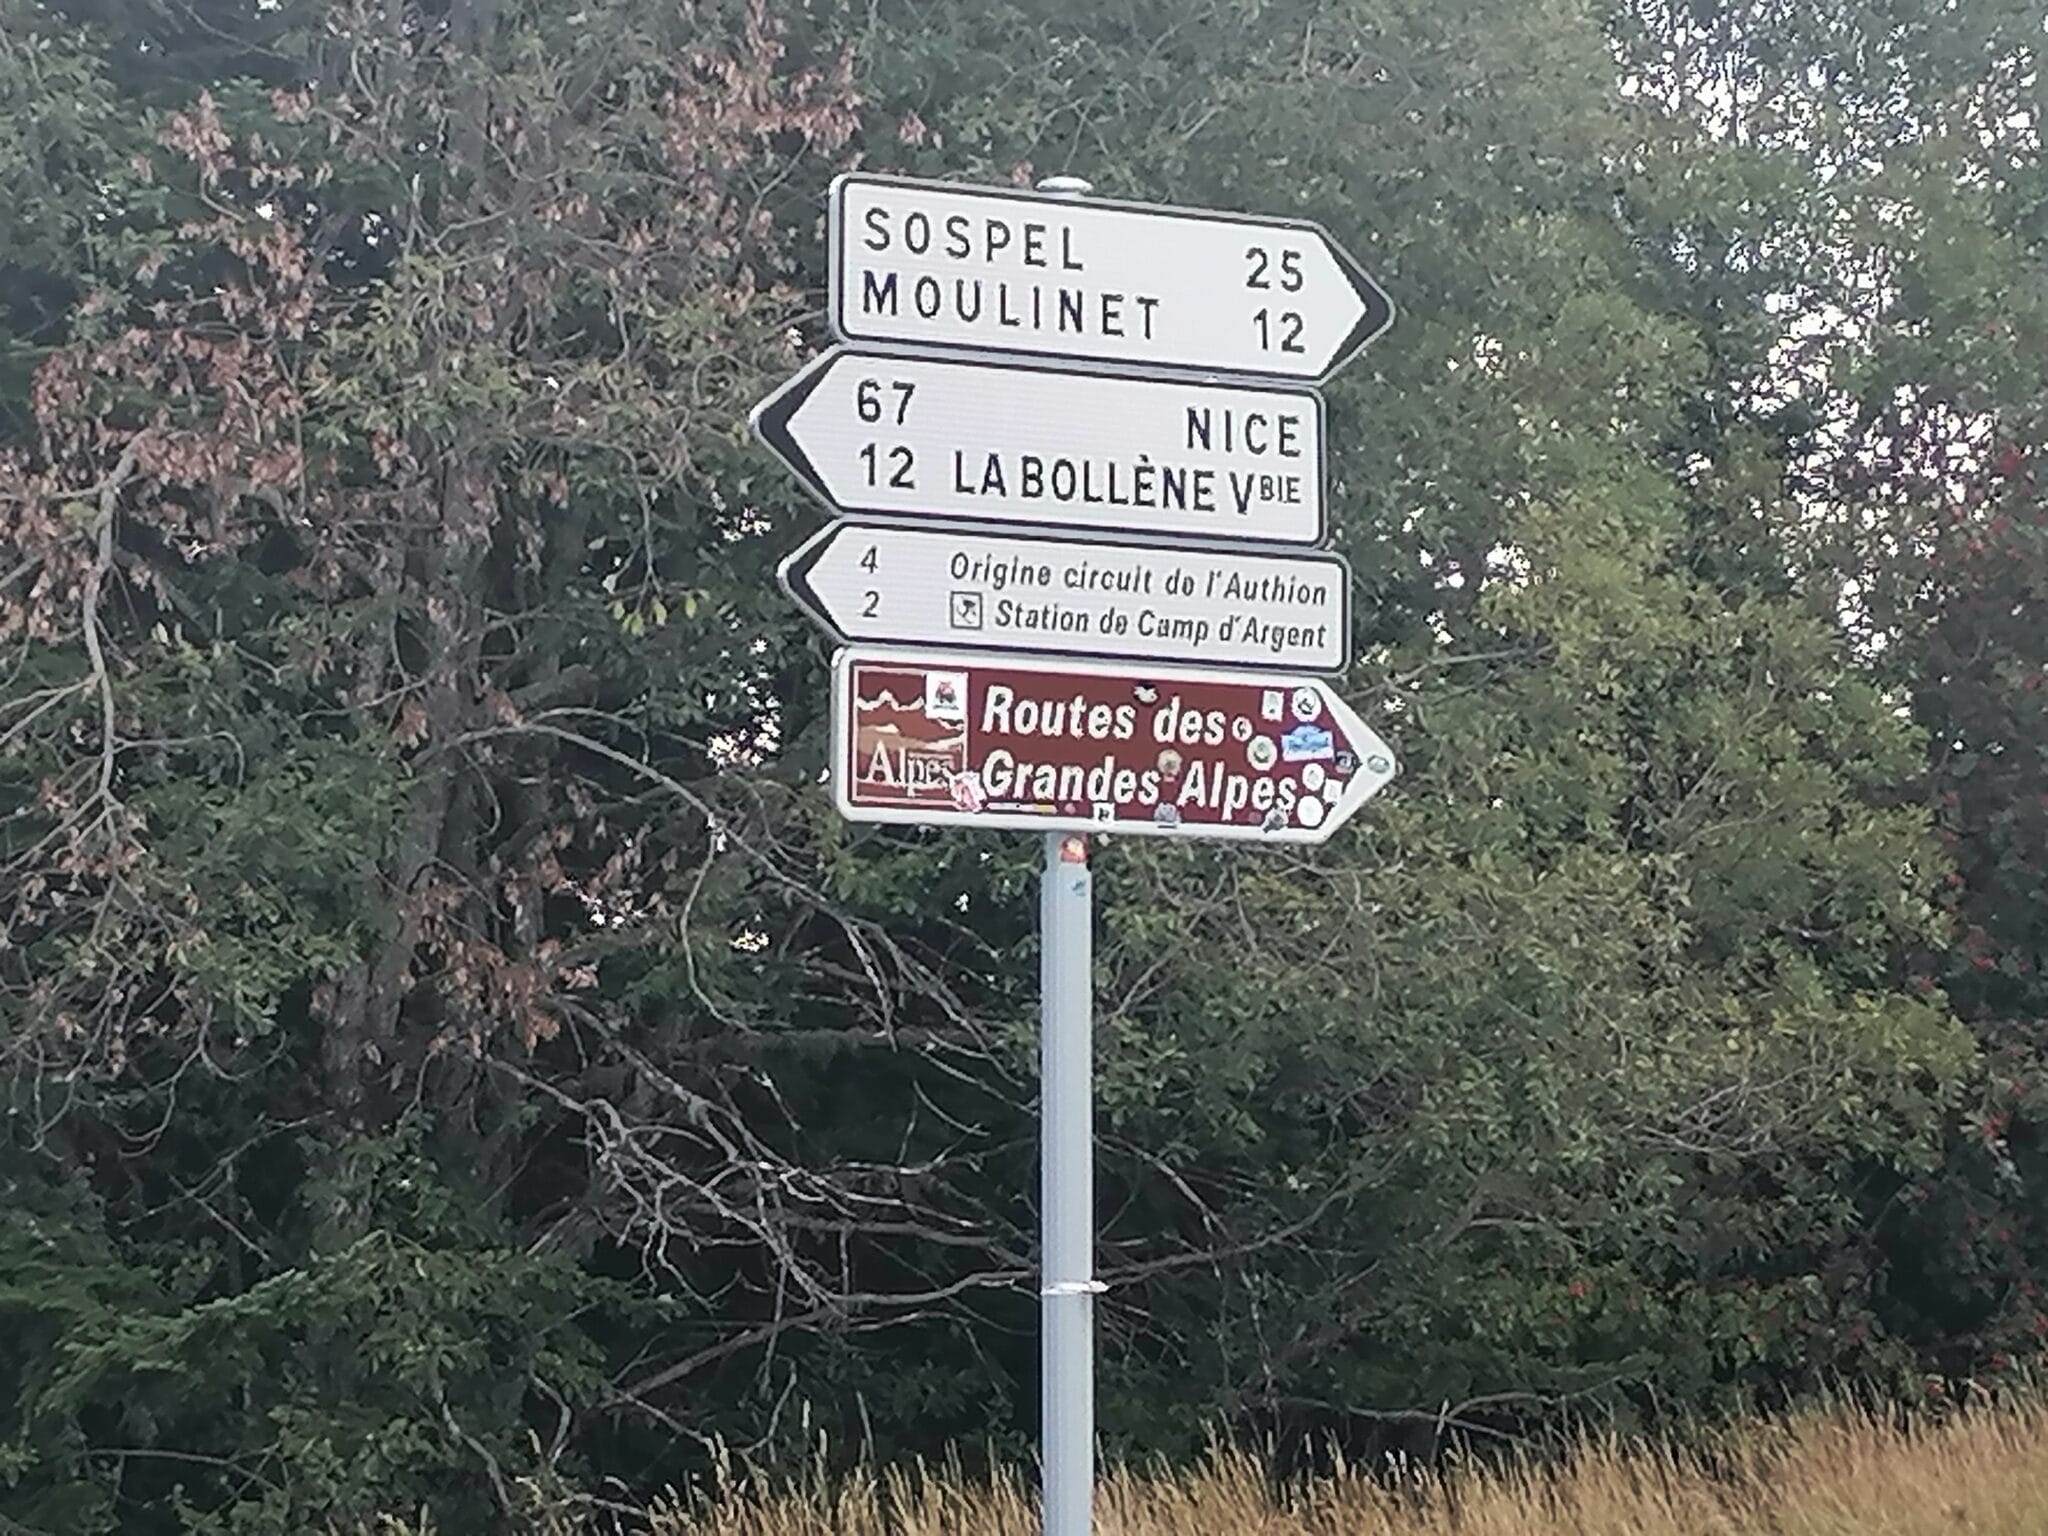 SOSPEL 25
MOULINET 12
67 NICE
12 LA BOLLÈNE VBIE
4 Origine circuit de l'Authion
2 Station de Camp d'Argent
Alpes
Routes des
Grandes Alpes